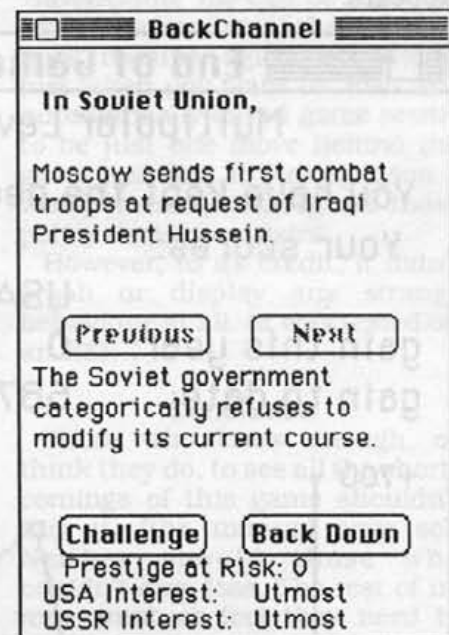 BackChannel
In Soviet Union,
Moscow sends first combat
troops at request of Iraqi
President Hussein.
Previous Next
The Soviet government
categorically refuses to
modify its current course.
Challenge Back Down
Prestige at Risk: 0
USA Interest: Utmost
USSR Interest: Utmost